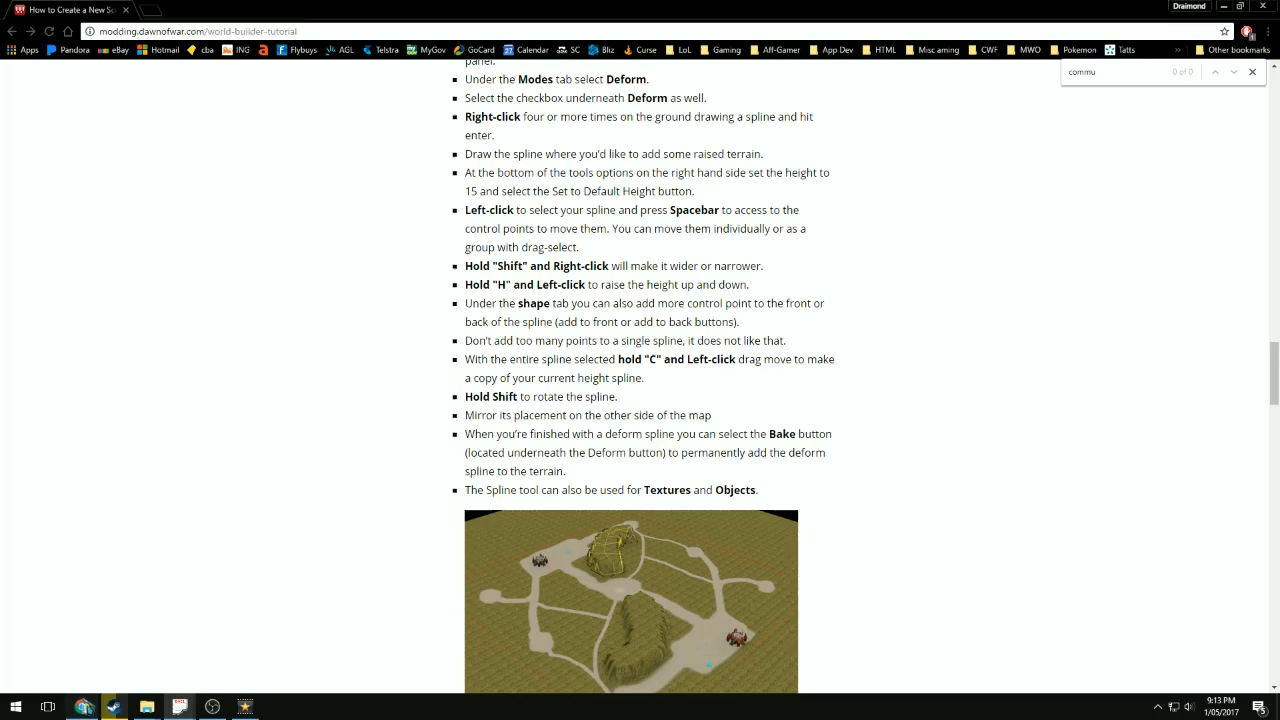 How to Create a New Sc
Draimond
modding.dawnofwar.com/world-builder-tutorial
Apps Pandora eBay Hotmail cba ING Flybuys AGL Telstra MyGov GoCard Calendar SC Bliz Curse LoL Gaming Aff-Gamer App Dev HTML Misc aming CWF MWO Pokemon Tatts » Other bookmarks
commu 0 of 0
panel.
Under the Modes tab select Deform.
Select the checkbox underneath Deform as well.
Right-click four or more times on the ground drawing a spline and hit
enter.
Draw the spline where you'd like to add some raised terrain.
At the bottom of the tools options on the right hand side set the height to
15 and select the Set to Default Height button.
Left-click to select your spline and press Spacebar to access to the
control points to move them. You can move them individually or as a
group with drag-select.
Hold "Shift" and Right-click will make it wider or narrower.
Hold "H" and Left-click to raise the height up and down.
Under the shape tab you can also add more control point to the front or
back of the spline (add to front or add to back buttons).
Don't add too many points to a single spline, it does not like that.
With the entire spline selected hold "C" and Left-click drag move to make
a copy of your current height spline.
Hold Shift to rotate the spline.
Mirror its placement on the other side of the map
When you're finished with a deform spline you can select the Bake button
(located underneath the Deform button) to permanently add the deform
spline to the terrain.
The Spline tool can also be used for Textures and Objects.
9:13 PM
1/05/2017